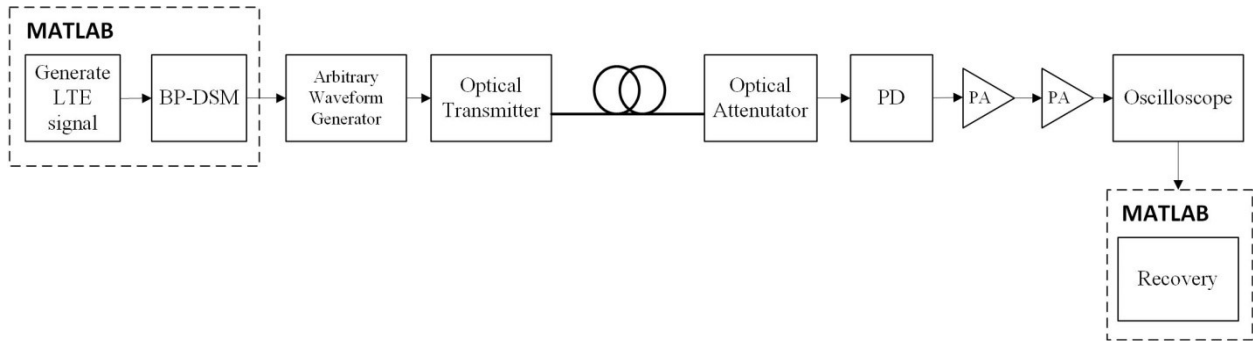 MATLAB
Generate
LTE
signal
BP-DSM
Arbitrary
Waveform
Generator
Optical
Transmitter
Optical
Attenutator
PD
PA
PA
Oscilloscope
MATLAB
Recovery